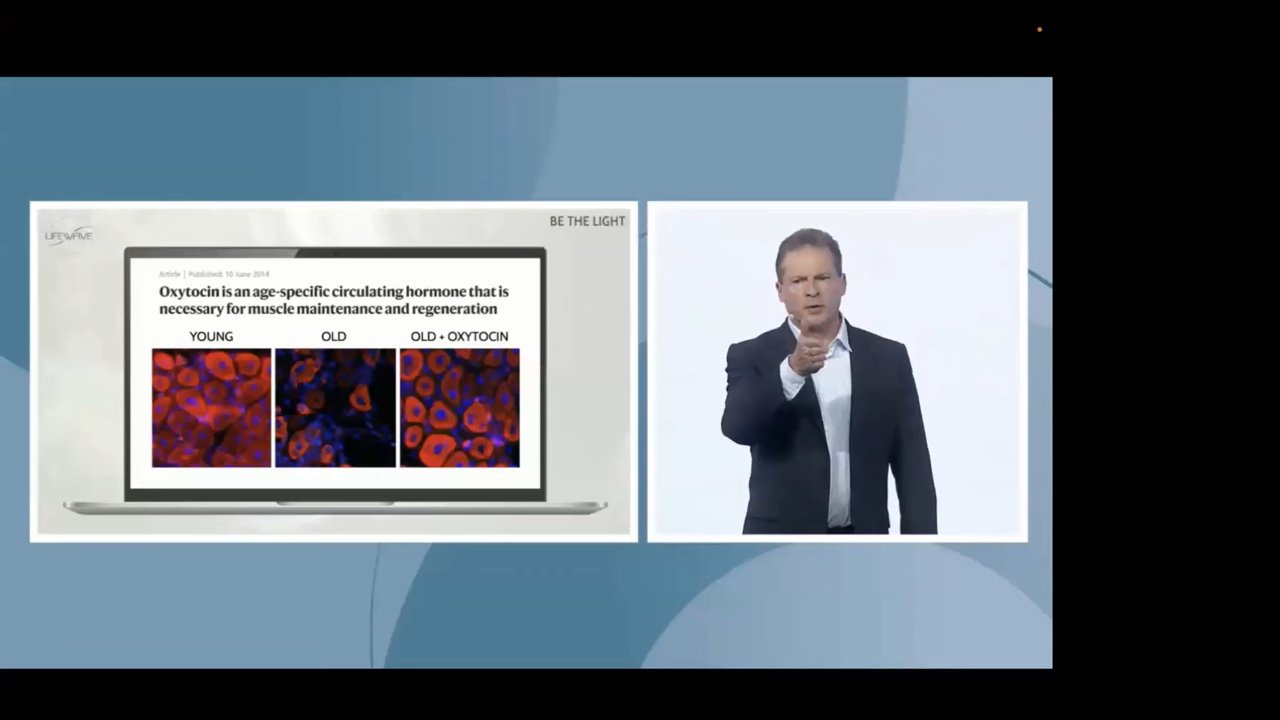 LIFEWAVE
BE THE LIGHT
Article | Published: 10 June 2014
Oxytocin is an age-specific circulating hormone that is
necessary for muscle maintenance and regeneration
YOUNG
OLD
OLD + OXYTOCIN